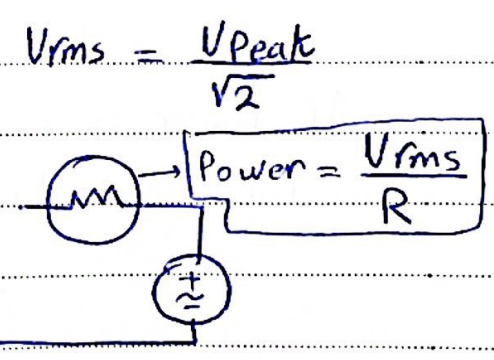 Vrms = VPeak
√2
Power = Vrms
R
+
~